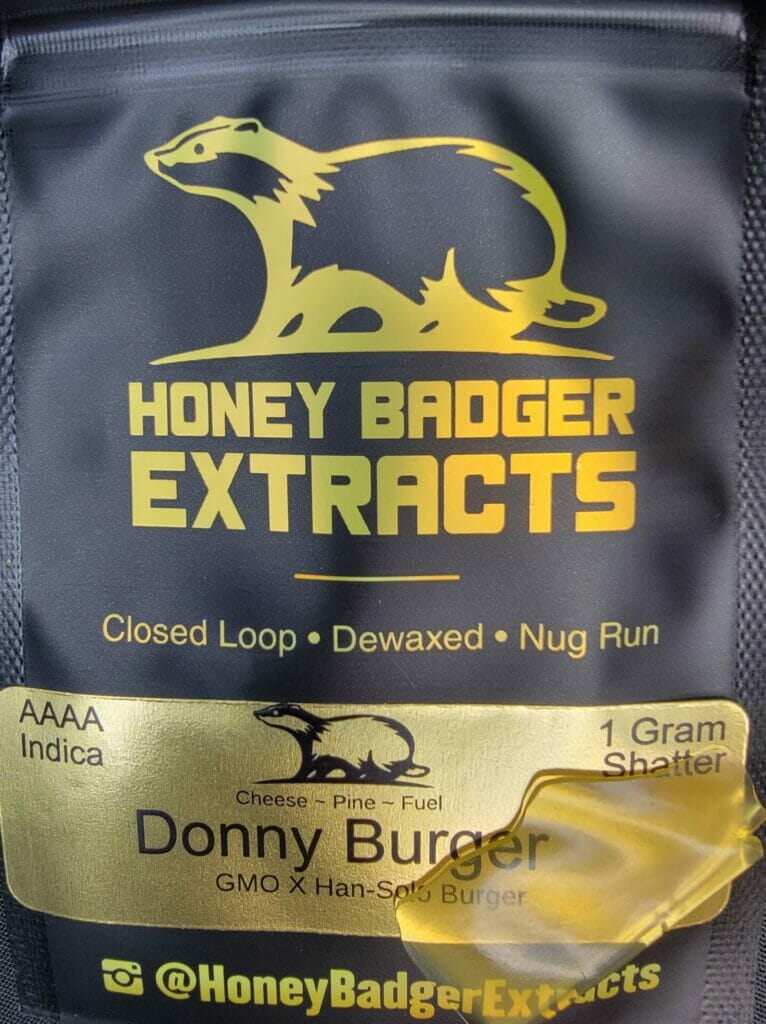 HONEY BADGER
EXTRACTS
Closed Loop • Dewaxed • Nug Run
AAAA
Indica
1 Gram
Shatter
Cheese ~ Pine ~ Fuel
Donny Burger
GMO X Han-Solo Burger
@HoneyBadgerExtracts